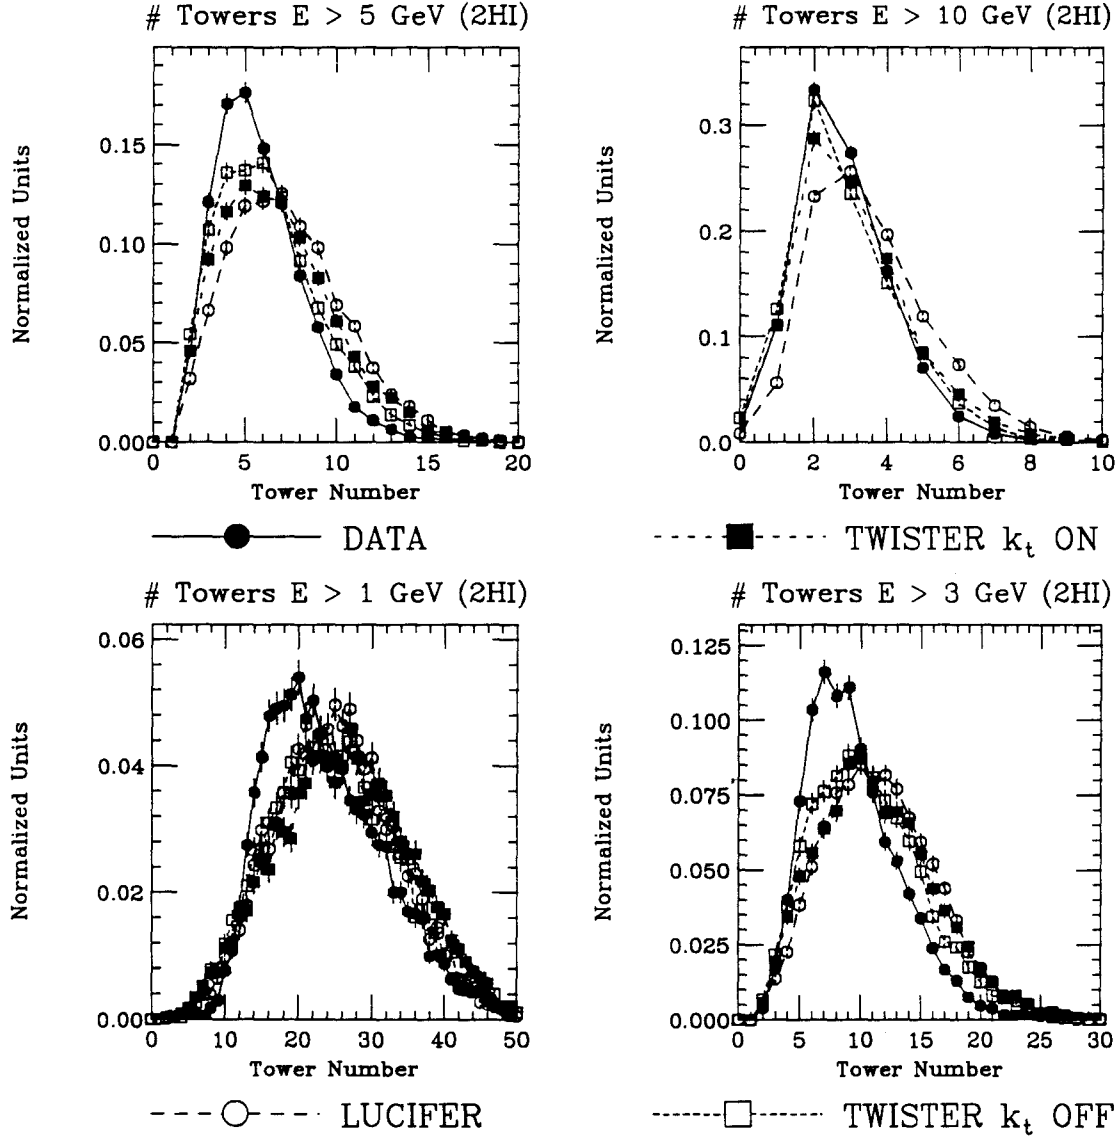 # Towers E > 5 GeV (2HI)
# Towers E > 10 GeV (2HI)
Normalized Units
0.15
0.10
0.05
0.00
0 5 10 15 20
Tower Number
Normalized Units
0.3
0.2
0.1
0.0
0 2 4 6 8 10
Tower Number
DATA
TWISTER kt ON
# Towers E > 1 GeV (2HI)
# Towers E > 3 GeV (2HI)
Normalized Units
0.06
0.04
0.02
0.00
0 10 20 30 40 50
Tower Number
Normalized Units
0.125
0.100
0.075
0.050
0.025
0.000
0 5 10 15 20 25 30
Tower Number
LUCIFER
TWISTER kt OFF